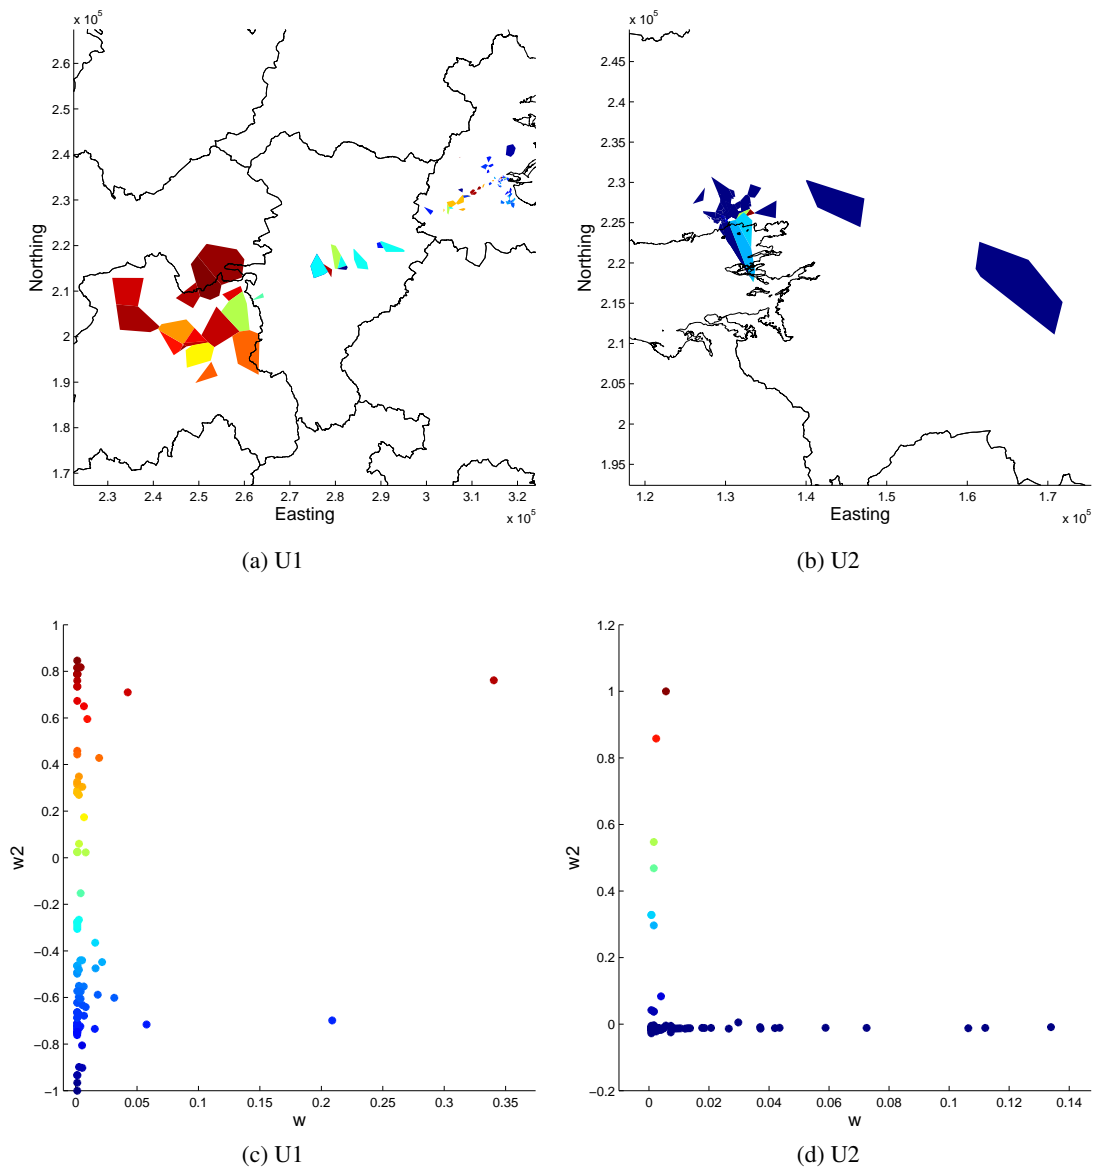 x 10^5
2.6
2.5
2.4
2.3
2.2
2.1
2
1.9
1.8
1.7
Northing
2.3 2.4 2.5 2.6 2.7 2.8 2.9 3 3.1 3.2
Easting
x 10^5
(a) U1
x 10^5
2.45
2.4
2.35
2.3
2.25
2.2
2.15
2.1
2.05
2
1.95
Northing
1.2 1.3 1.4 1.5 1.6 1.7
Easting
x 10^5
(b) U2
1
0.8
0.6
0.4
0.2
0
−0.2
−0.4
−0.6
−0.8
−1
w2
0 0.05 0.1 0.15 0.2 0.25 0.3 0.35
w
(c) U1
1.2
1
0.8
0.6
0.4
0.2
0
−0.2
w2
0 0.02 0.04 0.06 0.08 0.1 0.12 0.14
w
(d) U2